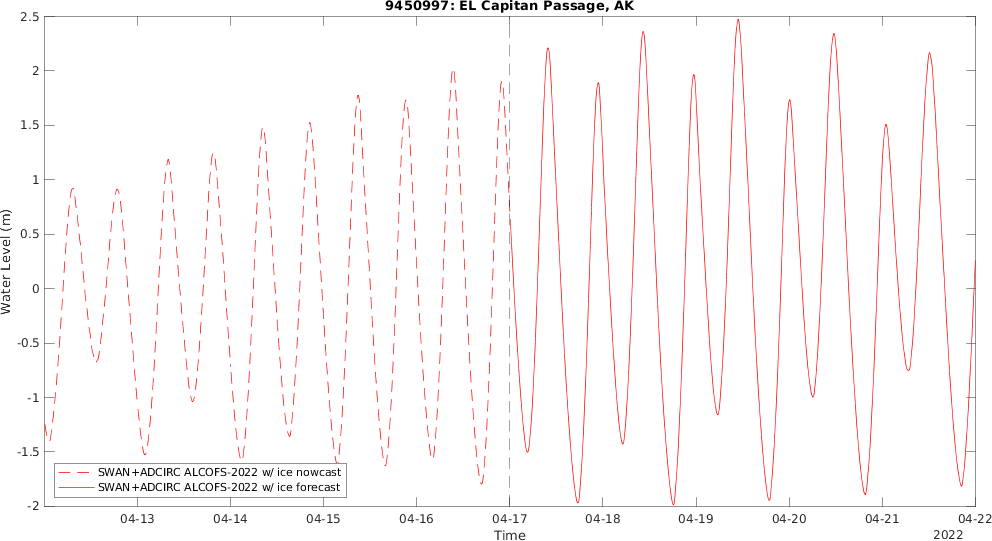 9450997: EL Capitan Passage, AK
2.5
2
1.5
1
0.5
0
-0.5
-1
-1.5
-2
Water Level (m)
SWAN+ADCIRC ALCOFS-2022 w/ ice nowcast
SWAN+ADCIRC ALCOFS-2022 w/ ice forecast
04-13 04-14 04-15 04-16 04-17 04-18 04-19 04-20 04-21 04-22
Time
2022